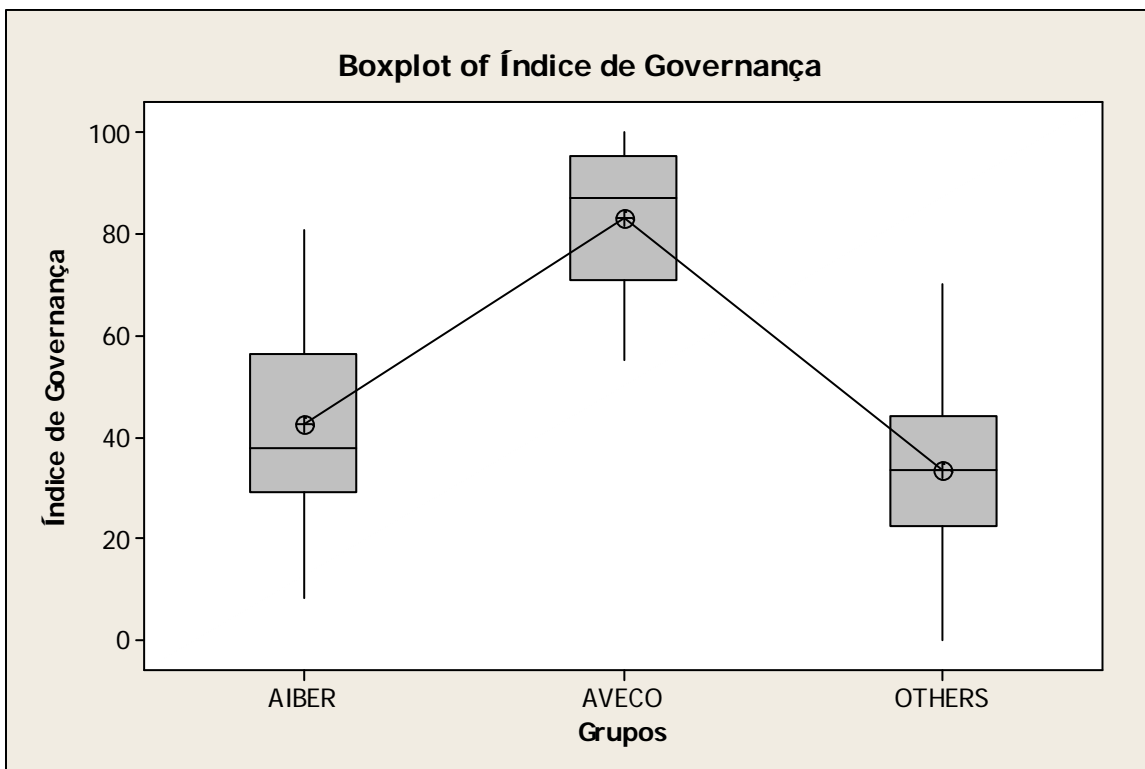 Boxplot of Índice de Governança
Índice de Governança
100
80
60
40
20
0
AIBER AVECO OTHERS
Grupos